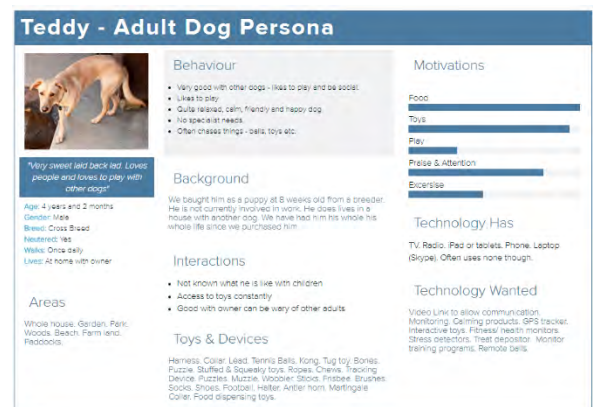 Teddy - Adult Dog Persona
"Very sweet laid back lad. Loves
people and loves to play with
other dogs"
Age: 4 years and 2 months
Gender: Male
Breed: Cross Breed
Neutered: Yes
Walks: Once daily
Lives: At home with owner
Areas
Whole house. Garden. Park.
Woods. Beach. Farm land.
Paddocks.
Behaviour
Very good with other dogs - likes to play and be social.
Likes to play
Quite relaxed, calm, friendly and happy dog
No specialist needs.
Often chases things - balls, toys etc.
Background
We baught him as a puppy at 8 weeks old from a breeder.
He is not currently involved in work. He does lives in a
house with another dog. We have had him his whole his
whole life since we purchased him
Interactions
Not known what he is like with children
Access to toys constantly
Good with owner can be wary of other adults
Toys & Devices
Harness. Collar. Lead. Tennis Balls. Kong. Tug toy. Bones.
Puzzle. Stuffed & Squeaky toys. Ropes. Chews. Tracking
Device. Puzzles. Muzzle. Woobler. Sticks. Frisbee. Brushes.
Socks. Shoes. Football. Halter. Antler horn. Martingale
Collar. Food dispensing toys.
Motivations
Food
Toys
Play
Praise & Attention
Excersise
Technology Has
TV. Radio. iPad or tablets. Phone. Laptop
(Skype). Often uses none though.
Technology Wanted
Video Link to allow communication.
Monitoring. Calming products. GPS tracker.
Interactive toys. Fitness/ health monitors.
Stress detectors. Treat depositor. Monitor
training programs. Remote bells.